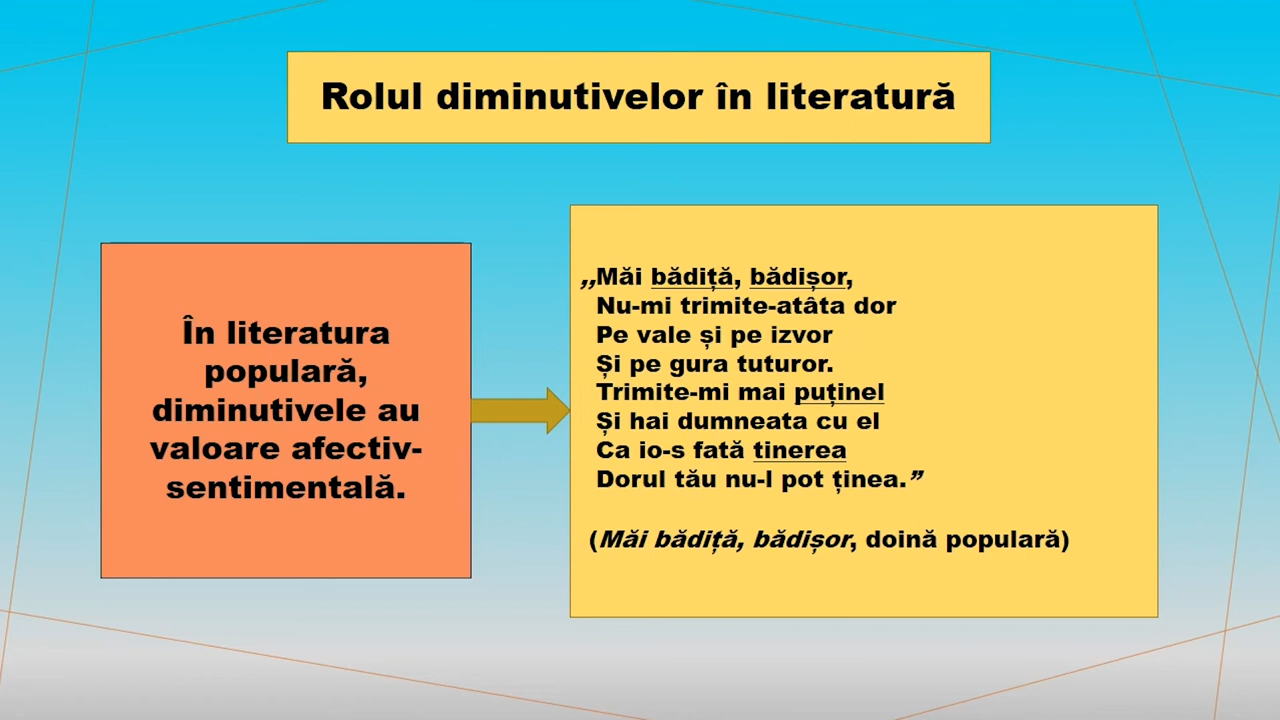 Rolul diminutivelor în literatură
În literatura
populară,
diminutivele au
valoare afectiv-
sentimentală.
,,Măi bădiță, bădișor,
Nu-mi trimite-atâta dor
Pe vale și pe izvor
Și pe gura tuturor.
Trimite-mi mai puținel
Și hai dumneata cu el
Ca io-s fată tinerea
Dorul tău nu-l pot ținea.”
(Măi bădiță, bădișor, doină populară)